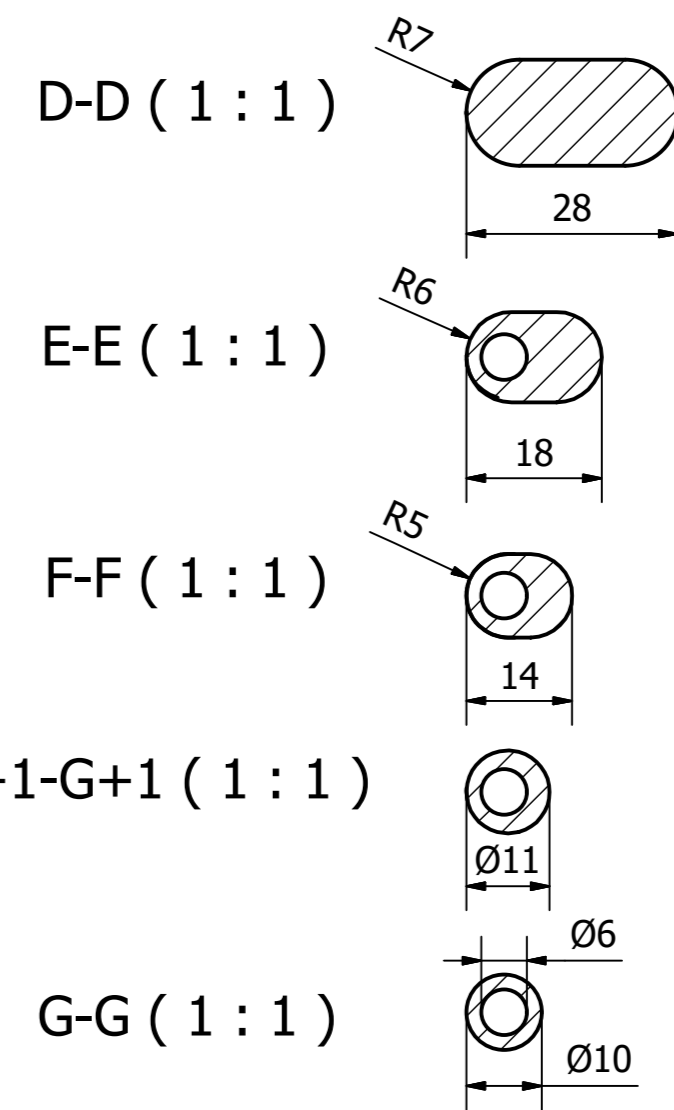 R7
D-D ( 1 : 1 )
28
R6
E-E ( 1 : 1 )
18
R5
F-F ( 1 : 1 )
14
-1-G+1 ( 1 : 1 )
Ø11
Ø6
G-G ( 1 : 1 )
Ø10